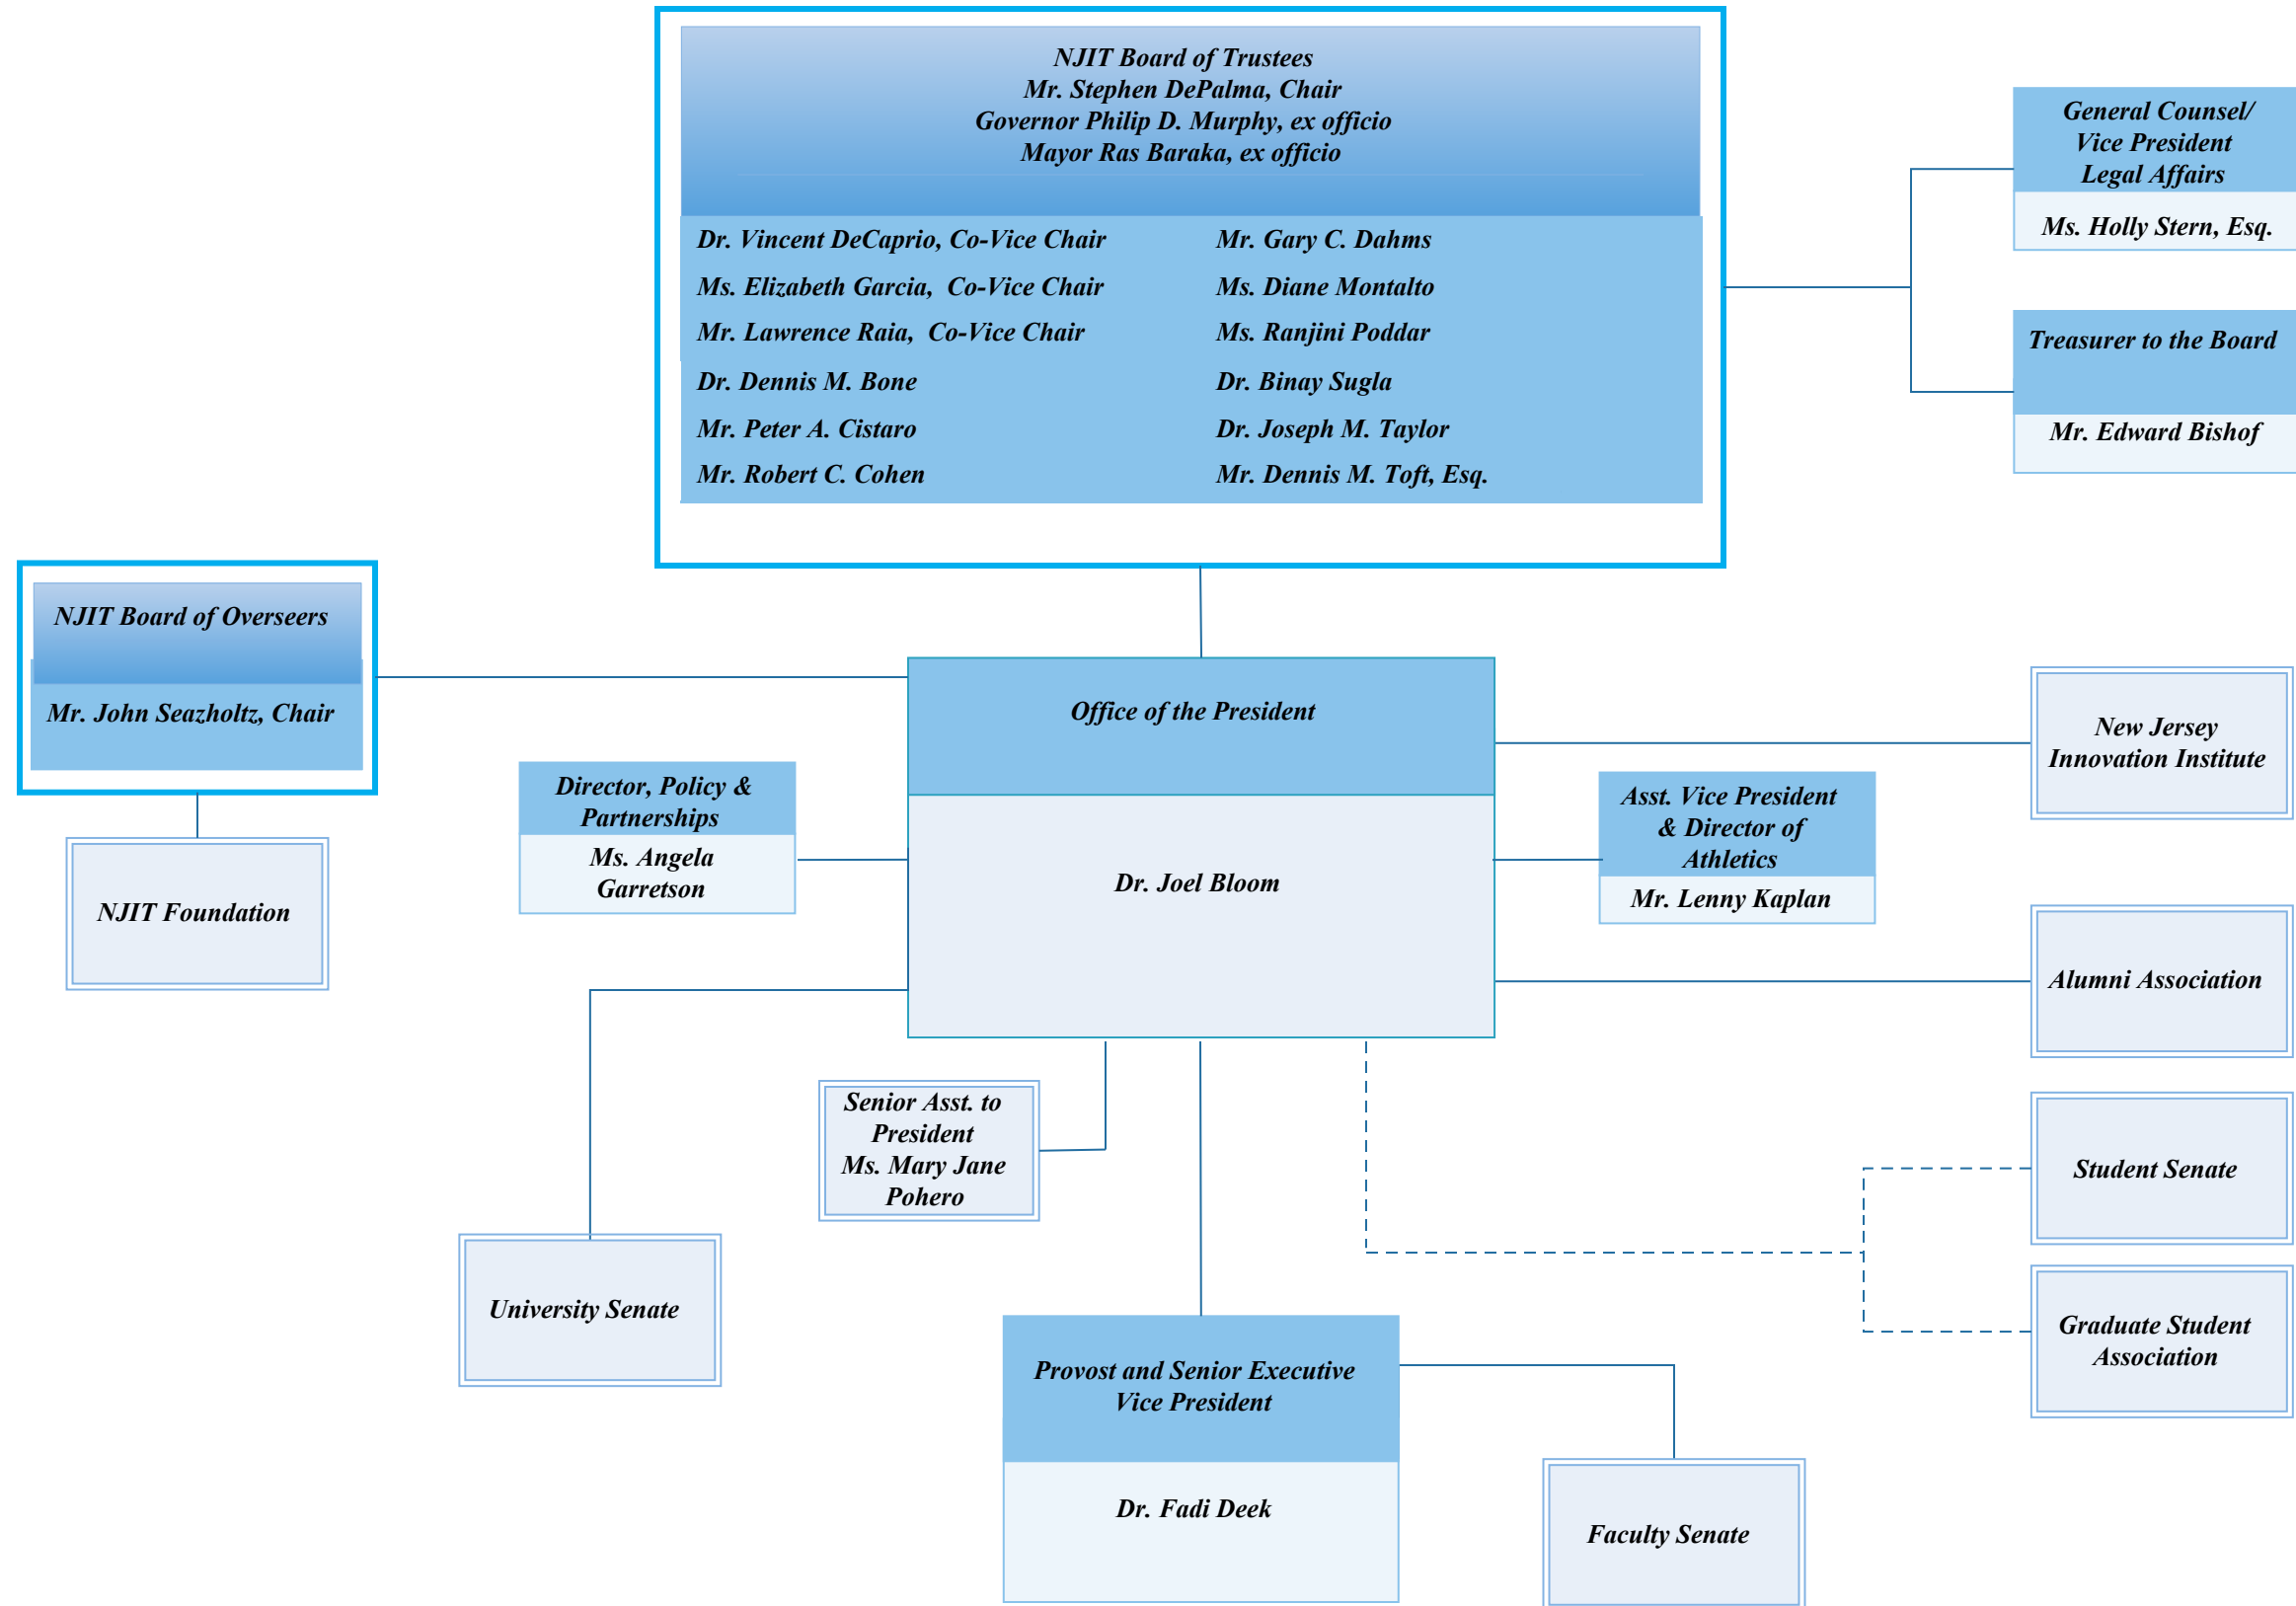 NJIT Board of Trustees
Mr. Stephen DePalma, Chair
Governor Philip D. Murphy, ex officio
Mayor Ras Baraka, ex officio
Dr. Vincent DeCaprio, Co-Vice Chair
Ms. Elizabeth Garcia, Co-Vice Chair
Mr. Lawrence Raia, Co-Vice Chair
Dr. Dennis M. Bone
Mr. Peter A. Cistaro
Mr. Robert C. Cohen
Mr. Gary C. Dahms
Ms. Diane Montalto
Ms. Ranjini Poddar
Dr. Binay Sugla
Dr. Joseph M. Taylor
Mr. Dennis M. Toft, Esq.
General Counsel/
Vice President
Legal Affairs
Ms. Holly Stern, Esq.
Treasurer to the Board
Mr. Edward Bishof
NJIT Board of Overseers
Mr. John Seazholtz, Chair
NJIT Foundation
Office of the President
Dr. Joel Bloom
Director, Policy &
Partnerships
Ms. Angela
Garretson
Asst. Vice President
& Director of
Athletics
Mr. Lenny Kaplan
New Jersey
Innovation Institute
Alumni Association
Senior Asst. to
President
Ms. Mary Jane
Pohero
Student Senate
University Senate
Graduate Student
Association
Provost and Senior Executive
Vice President
Dr. Fadi Deek
Faculty Senate